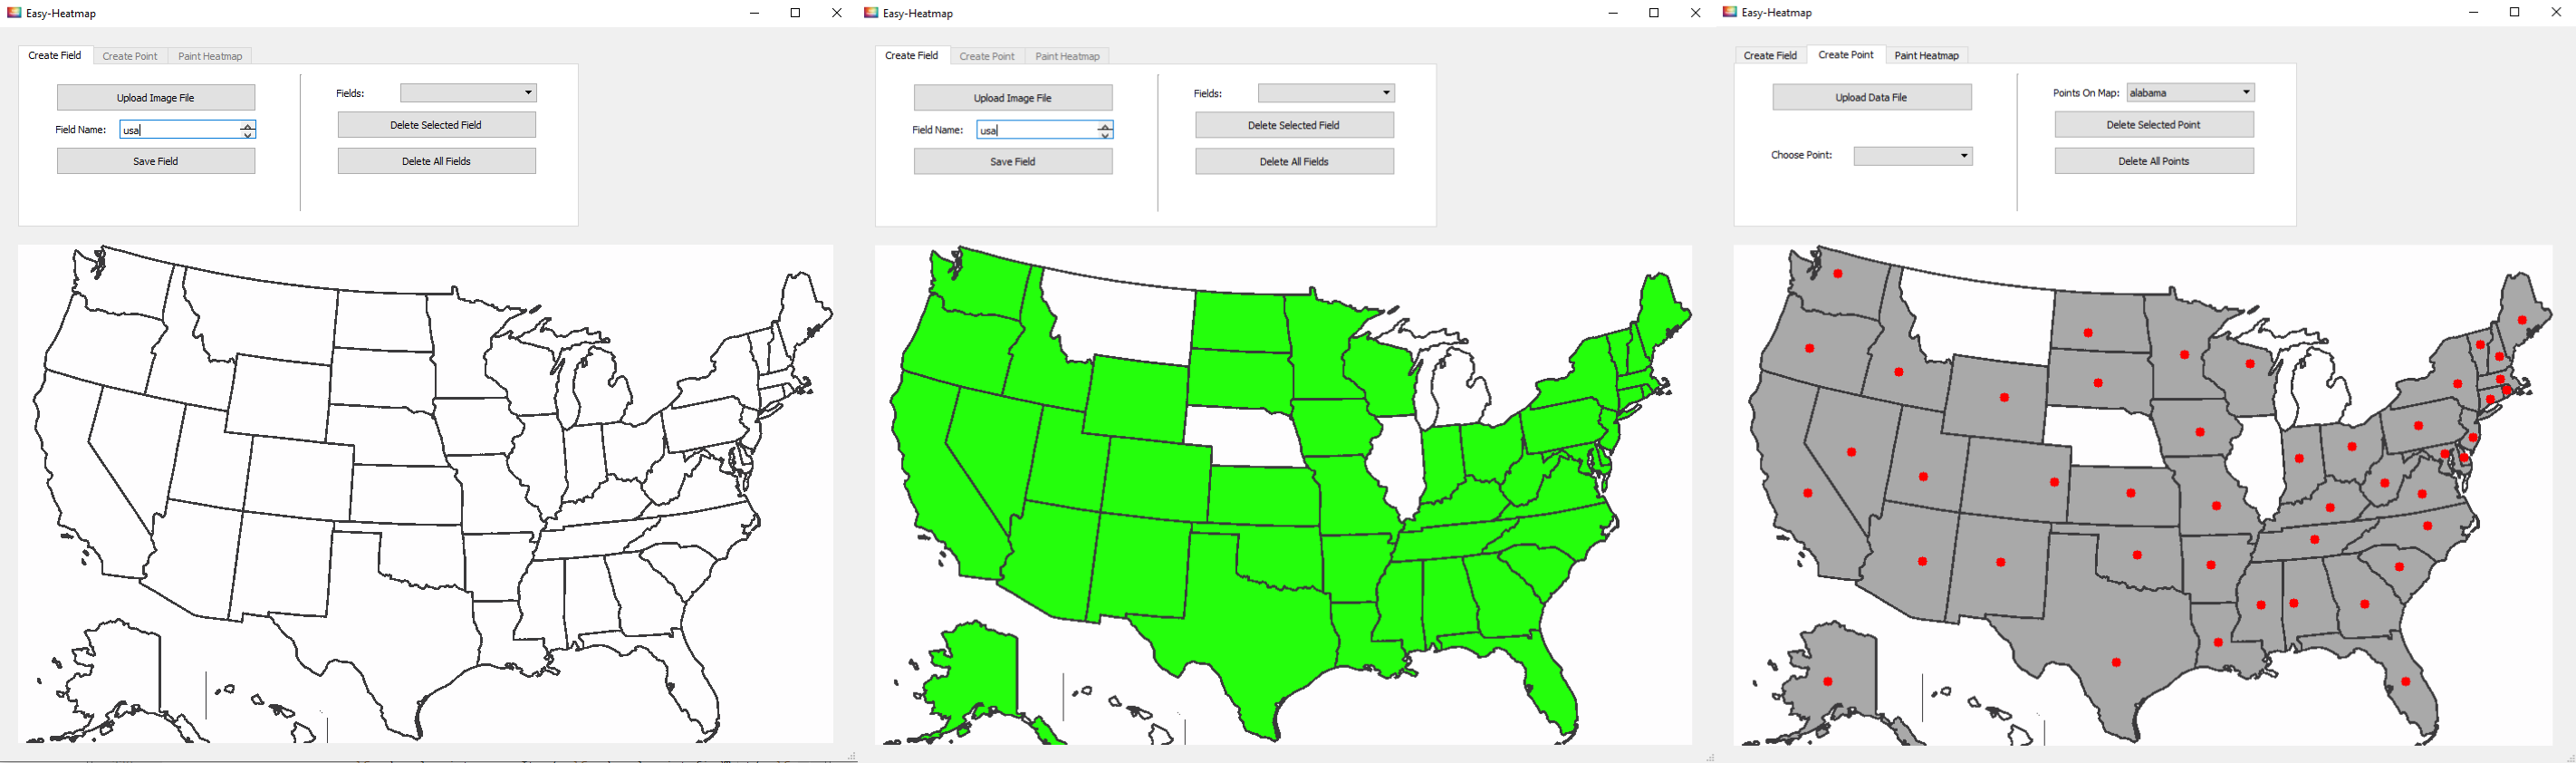 Easy-Heatmap
Create Field Create Point Paint Heatmap
Upload Image File
Field Name: usa
Save Field
Fields:
Delete Selected Field
Delete All Fields
Easy-Heatmap
Create Field Create Point Paint Heatmap
Upload Image File
Field Name: usa
Save Field
Fields:
Delete Selected Field
Delete All Fields
Easy-Heatmap
Create Field Create Point Paint Heatmap
Upload Data File
Choose Point:
Points On Map: alabama
Delete Selected Point
Delete All Points